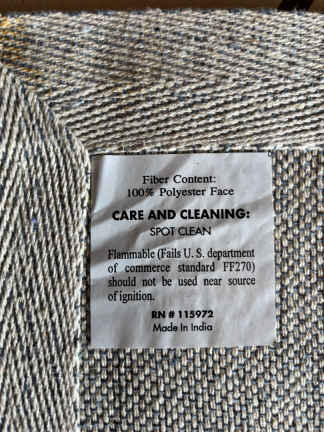 Fiber Content:
100% Polyester Face
CARE AND CLEANING:
SPOT CLEAN
Flammable (Fails U. S. department
of commerce standard FF270)
should not be used near source
of ignition.
RN # 115972
Made In India